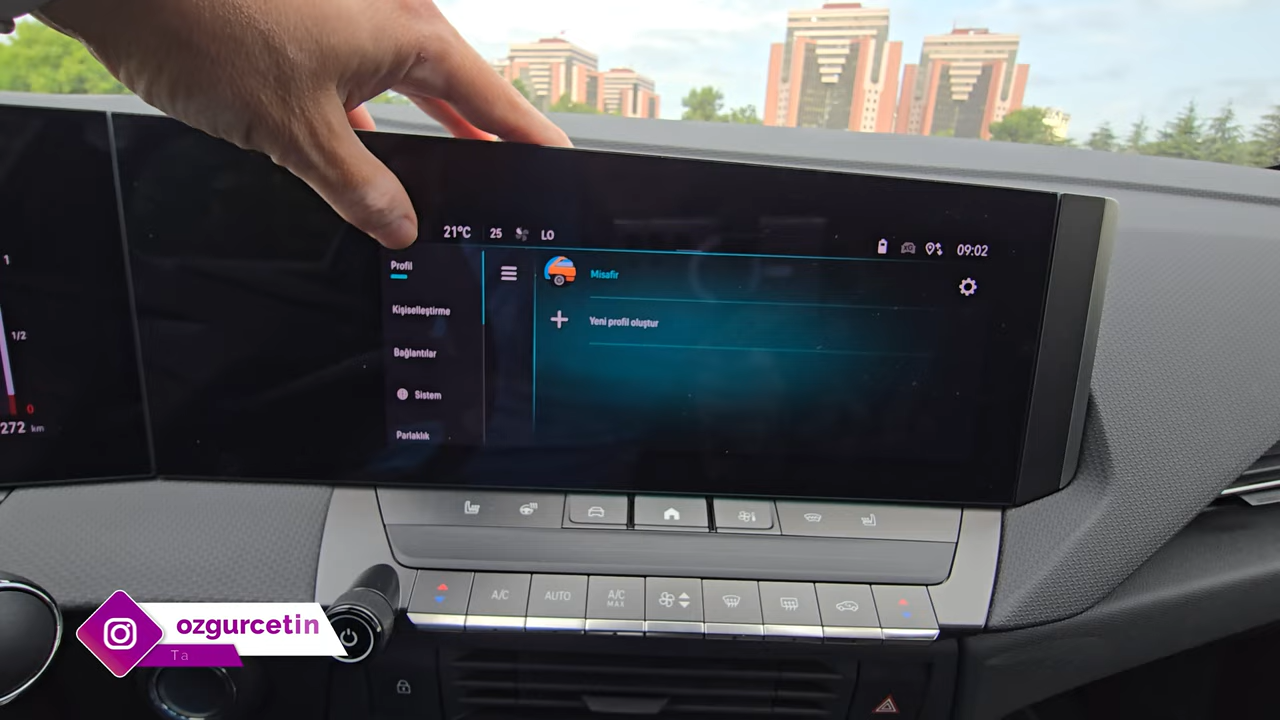 21°C 25 LO 09:02
Profil
Misafir
Kişiselleştirme
Yeni profil oluştur
Bağlantılar
Sistem
Parlaklık
1
1/2
0
272 km
A/C
AUTO
A/C
MAX
ozgurcetin
Ta